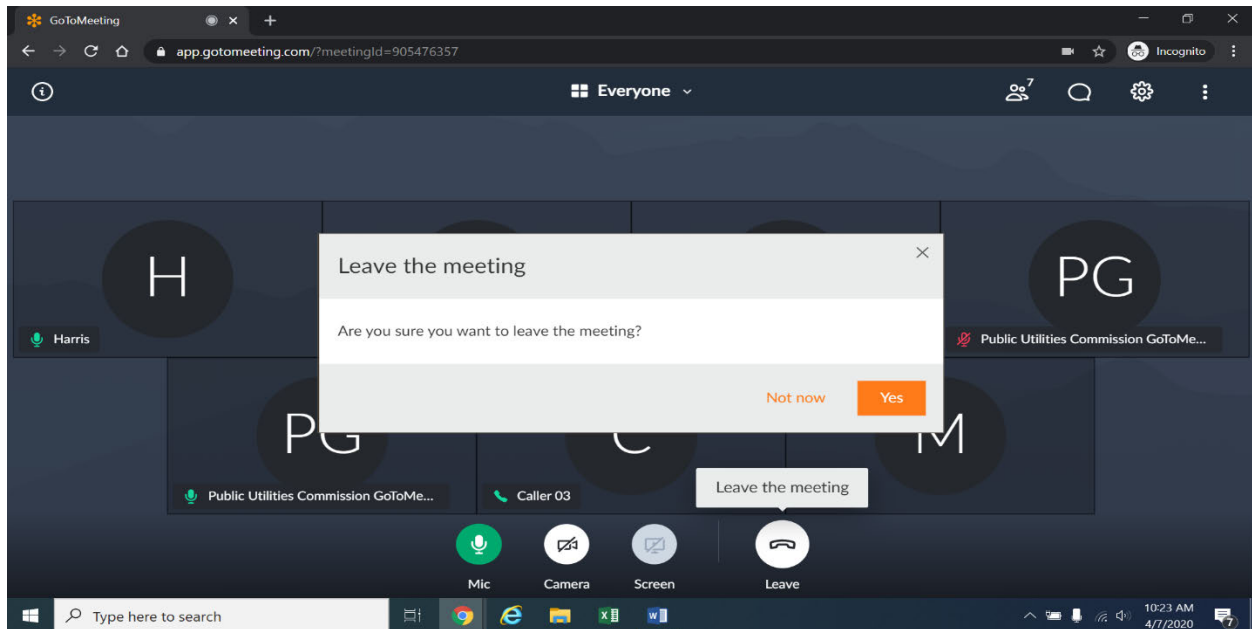 GoToMeeting
app.gotomeeting.com/?meetingId=905476357
Incognito
Everyone
7
H
PG
Harris
Public Utilities Commission GoToMe...
Leave the meeting
Are you sure you want to leave the meeting?
Not now
Yes
PG
C
M
Public Utilities Commission GoToMe...
Caller 03
Leave the meeting
Mic
Camera
Screen
Leave
Type here to search
10:23 AM
4/7/2020
7